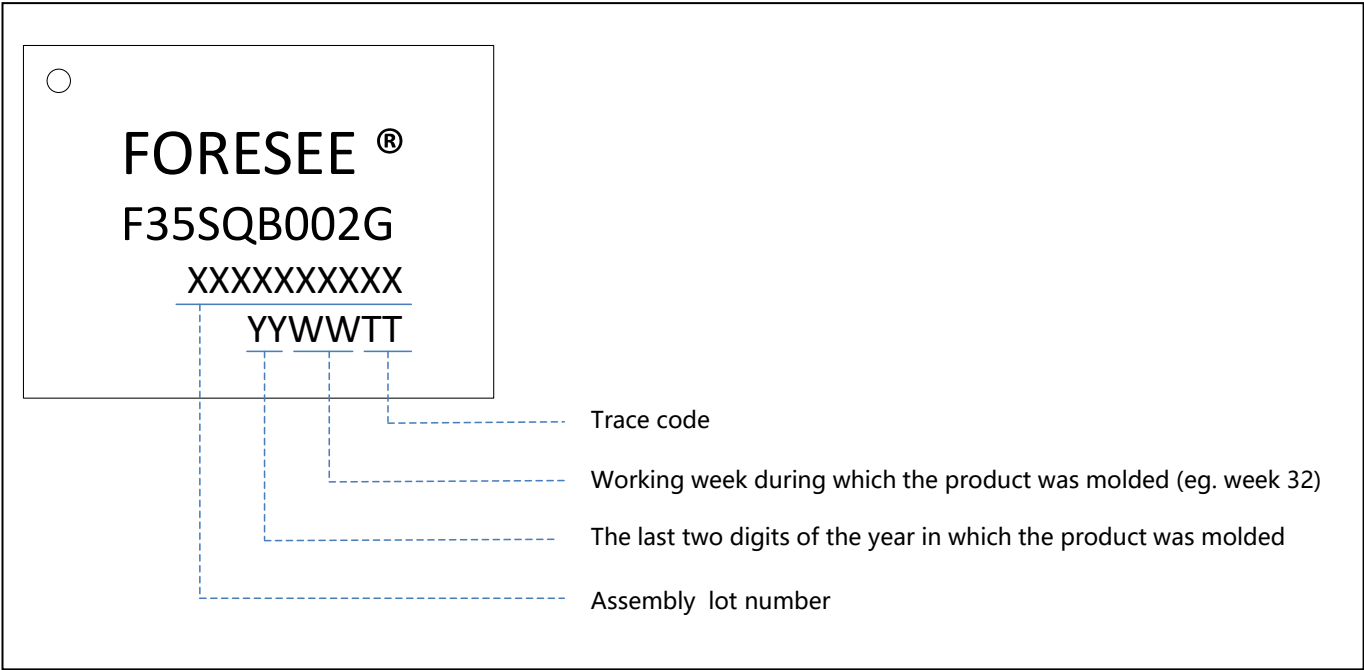 FORESEE ®
F35SQB002G
XXXXXXXXXX
YYWWTT
Trace code
Working week during which the product was molded (eg. week 32)
The last two digits of the year in which the product was molded
Assembly lot number